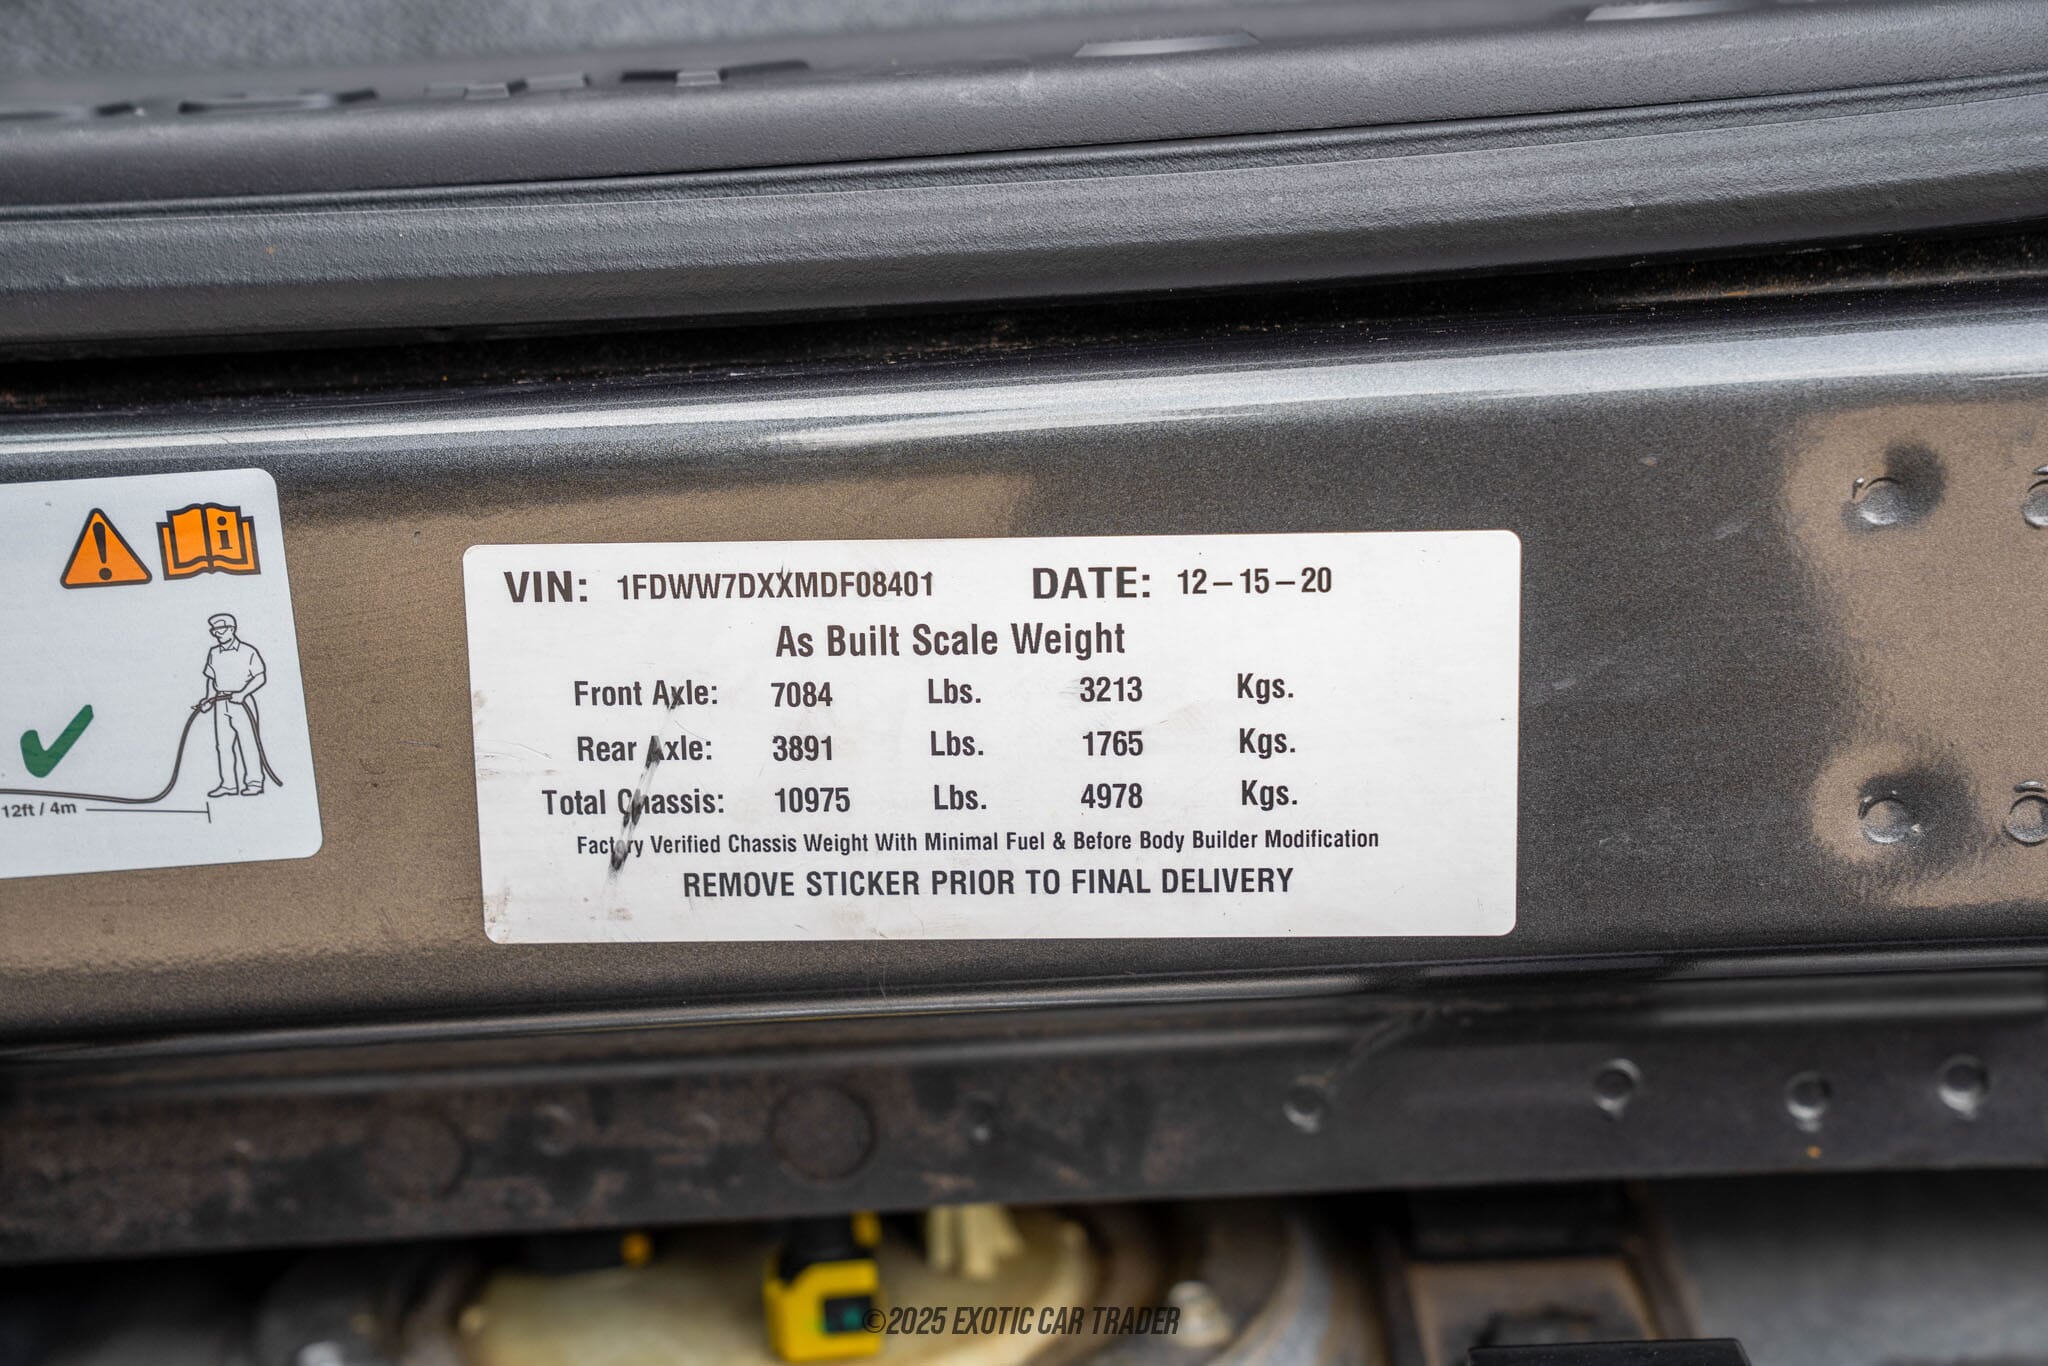 VIN: 1FDWW7DXXMDF08401 DATE: 12-15-20
As Built Scale Weight
Front Axle: 7084 Lbs. 3213 Kgs.
Rear Axle: 3891 Lbs. 1765 Kgs.
Total Chassis: 10975 Lbs. 4978 Kgs.
Factory Verified Chassis Weight With Minimal Fuel & Before Body Builder Modification
REMOVE STICKER PRIOR TO FINAL DELIVERY
12ft / 4m
©2025 EXOTIC CAR TRADER